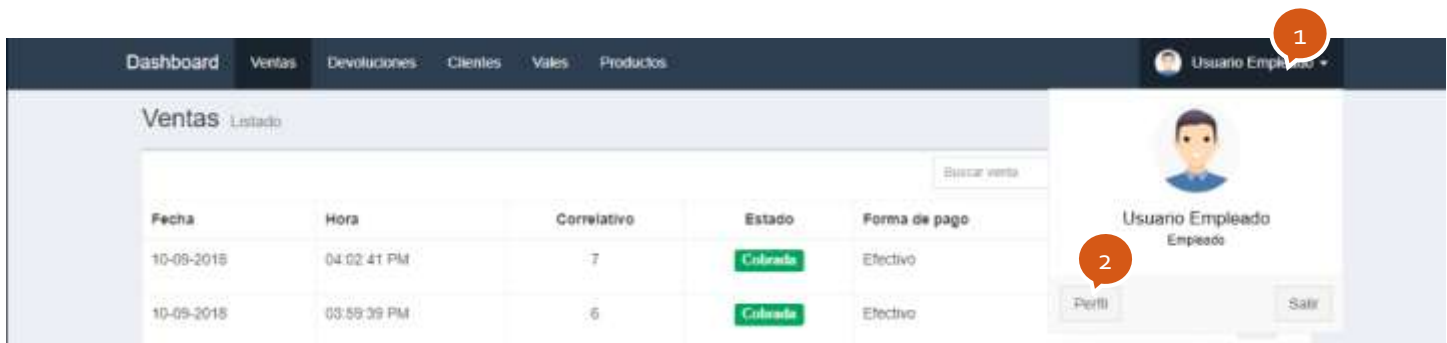 1
Dashboard Ventas Devoluciones Clientes Vales Productos Usuario Empleado
Ventas Listado
Buscar venta
Fecha Hora Correlativo Estado Forma de pago
Usuario Empleado
Empleado
10-09-2018 04:02:41 PM 7 Cobrada Efectivo
2
Perfil Salir
10-09-2018 03:59:39 PM 6 Cobrada Efectivo